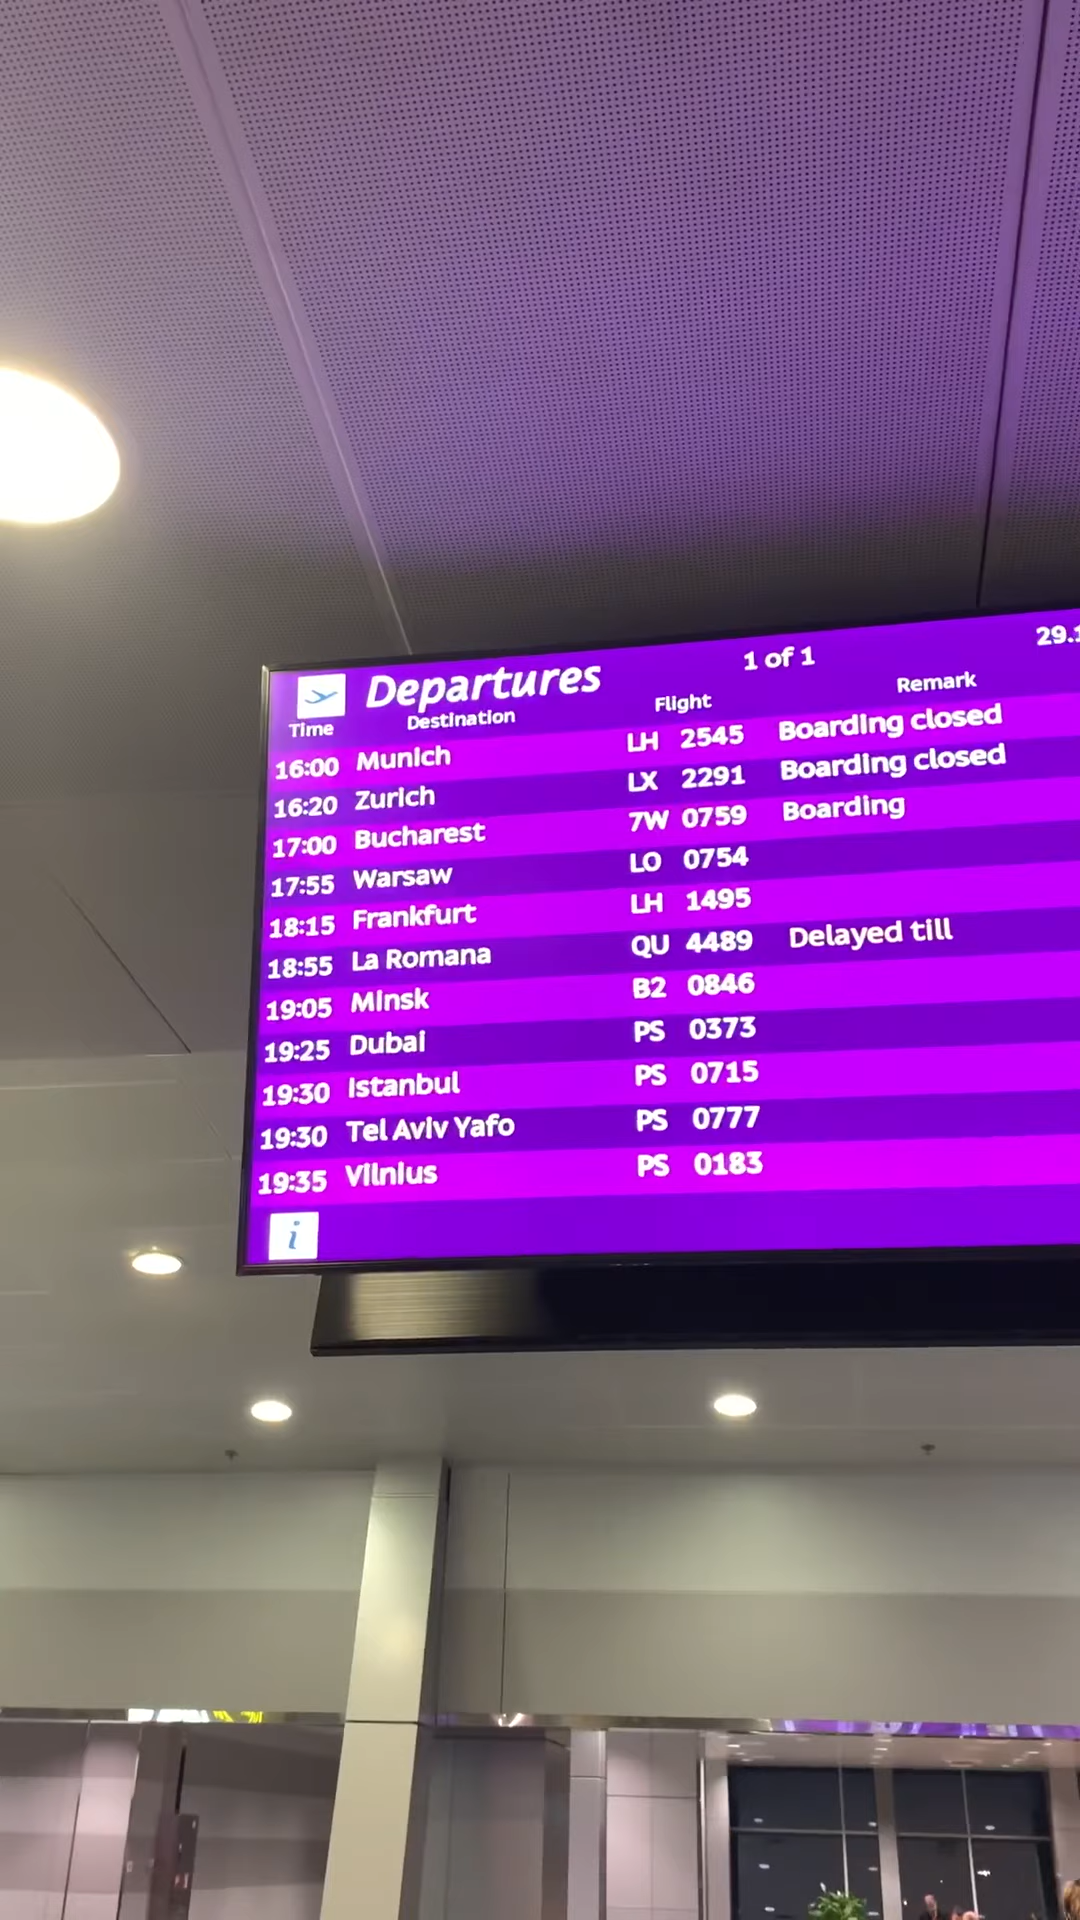 Departures 1 of 1 29.1
Time Destination Flight Remark
16:00 Munich LH 2545 Boarding closed
16:20 Zurich LX 2291 Boarding closed
17:00 Bucharest 7W 0759 Boarding
17:55 Warsaw LO 0754
18:15 Frankfurt LH 1495
18:55 La Romana QU 4489 Delayed till
19:05 Minsk B2 0846
19:25 Dubai PS 0373
19:30 Istanbul PS 0715
19:30 Tel Aviv Yafo PS 0777
19:35 Vilnius PS 0183
i